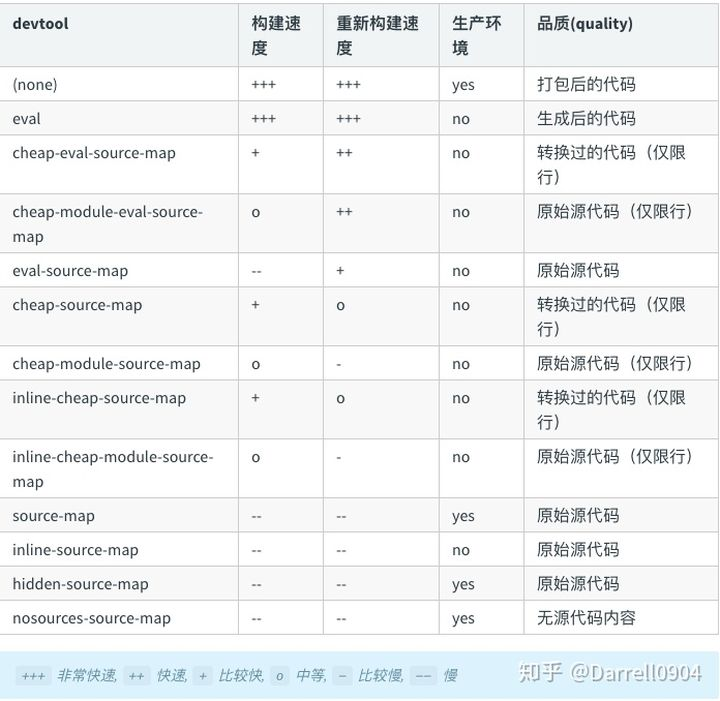 devtool 构建速度 重新构建速度 生产环境 品质(quality)
(none) +++ +++ yes 打包后的代码
eval +++ +++ no 生成后的代码
cheap-eval-source-map + ++ no 转换过的代码（仅限行）
cheap-module-eval-source-map o ++ no 原始源代码（仅限行）
eval-source-map -- + no 原始源代码
cheap-source-map + o no 转换过的代码（仅限行）
cheap-module-source-map o - no 原始源代码（仅限行）
inline-cheap-source-map + o no 转换过的代码（仅限行）
inline-cheap-module-source-map o - no 原始源代码（仅限行）
source-map -- -- yes 原始源代码
inline-source-map -- -- no 原始源代码
hidden-source-map -- -- yes 原始源代码
nosources-source-map -- -- yes 无源代码内容
+++ 非常快速, ++ 快速, + 比较快, o 中等, - 比较慢, -- 慢
知乎 @Darrell0904